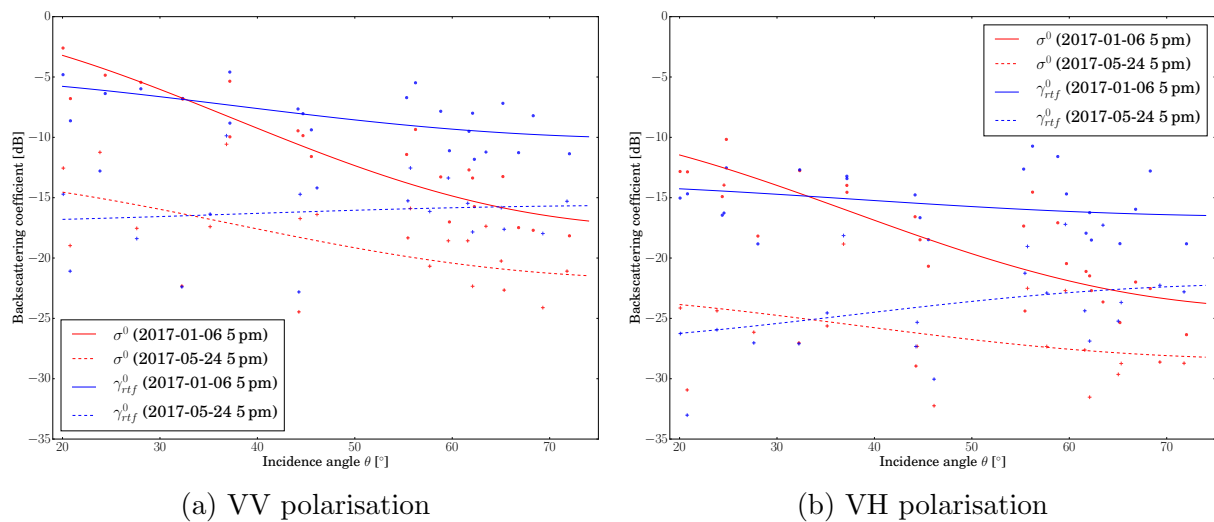 0
−5
−10
−15
−20
−25
−30
−35
20 30 40 50 60 70
Incidence angle θ [°]
Backscattering coefficient [dB]
σ⁰ (2017-01-06 5 pm)
σ⁰ (2017-05-24 5 pm)
γ⁰rtf (2017-01-06 5 pm)
γ⁰rtf (2017-05-24 5 pm)
(a) VV polarisation
0
−5
−10
−15
−20
−25
−30
−35
20 30 40 50 60 70
Incidence angle θ [°]
Backscattering coefficient [dB]
σ⁰ (2017-01-06 5 pm)
σ⁰ (2017-05-24 5 pm)
γ⁰rtf (2017-01-06 5 pm)
γ⁰rtf (2017-05-24 5 pm)
(b) VH polarisation